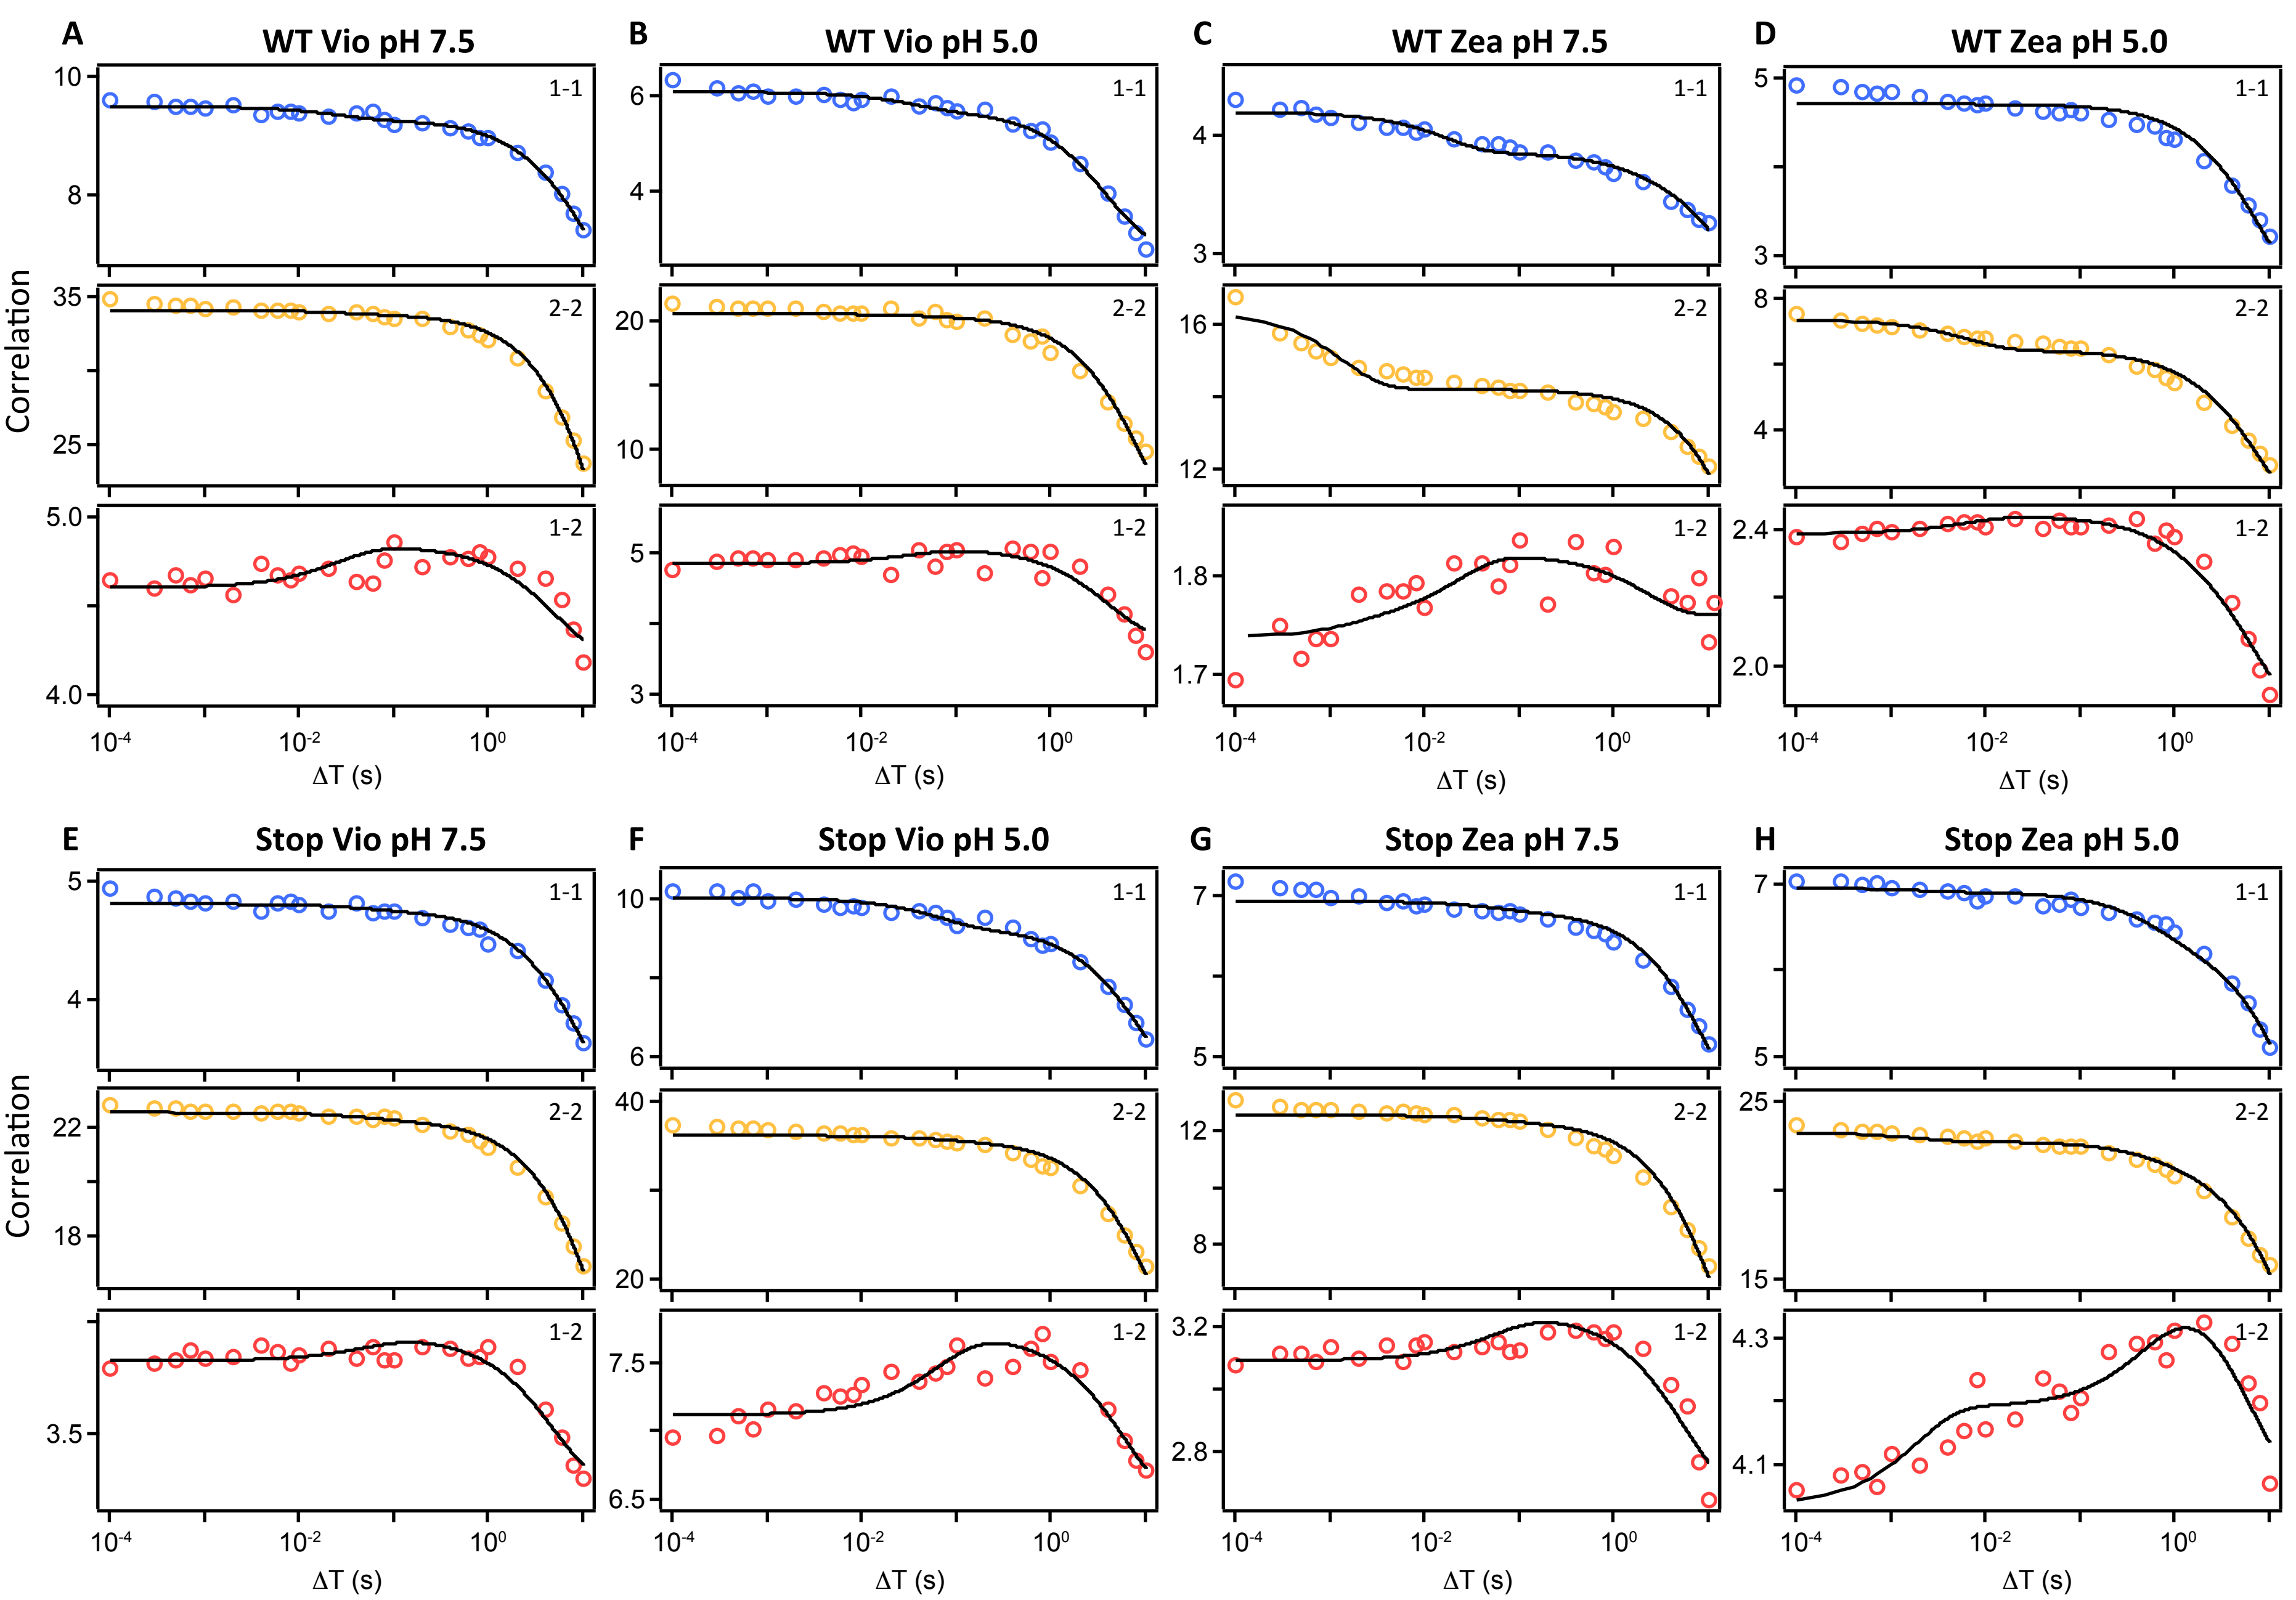 A WT Vio pH 7.5
B WT Vio pH 5.0
C WT Zea pH 7.5
D WT Zea pH 5.0
Correlation
10
8
1-1
6
4
1-1
4
3
1-1
5
3
1-1
35
25
2-2
20
10
2-2
16
12
2-2
8
4
2-2
5.0
4.0
1-2
5
3
1-2
1.8
1.7
1-2
2.4
2.0
1-2
10-4 10-2 100
10-4 10-2 100
10-4 10-2 100
10-4 10-2 100
ΔT (s)
ΔT (s)
ΔT (s)
ΔT (s)
E Stop Vio pH 7.5
F Stop Vio pH 5.0
G Stop Zea pH 7.5
H Stop Zea pH 5.0
Correlation
5
4
1-1
10
6
1-1
7
5
1-1
7
5
1-1
22
18
2-2
40
20
2-2
12
8
2-2
25
15
2-2
3.5
1-2
7.5
6.5
1-2
3.2
2.8
1-2
4.3
4.1
1-2
10-4 10-2 100
10-4 10-2 100
10-4 10-2 100
10-4 10-2 100
ΔT (s)
ΔT (s)
ΔT (s)
ΔT (s)